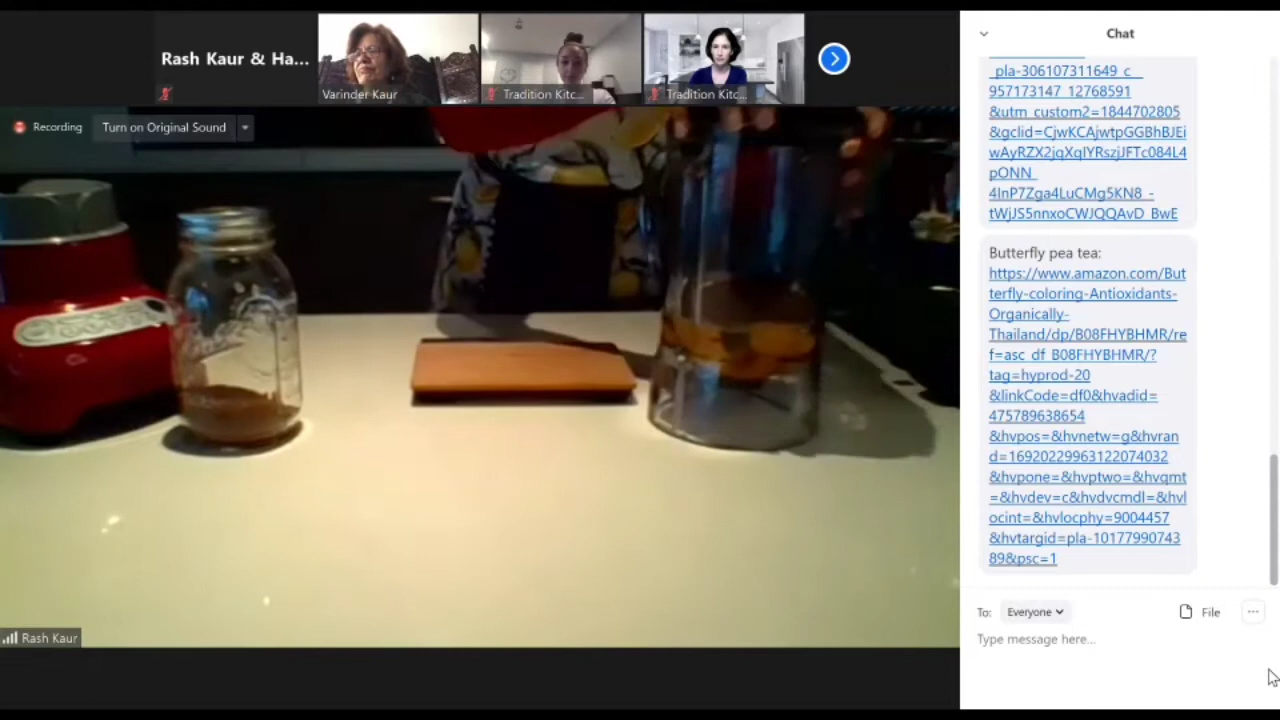 Rash Kaur & Ha...
Varinder Kaur
Tradition Kitc...
Tradition Kitc...
Recording
Turn on Original Sound
Rash Kaur
Chat
_pla-306107311649_c_
957173147_12768591
&utm_custom2=1844702805
&gclid=CjwKCAjwtpGGBhBJEi
wAyRZX2jqXqIYRszjJFTc084L4
pONN_
4InP7Zga4LuCMg5KN8_-
tWjJS5nnxoCWJQQAvD_BwE
Butterfly pea tea:
https://www.amazon.com/But
terfly-coloring-Antioxidants-
Organically-
Thailand/dp/B08FHYBHMR/re
f=asc_df_B08FHYBHMR/?
tag=hyprod-20
&linkCode=df0&hvadid=
475789638654
&hvpos=&hvnetw=g&hvran
d=16920229963122074032
&hvpone=&hvptwo=&hvqmt
=&hvdev=c&hvdvcmdl=&hvl
ocint=&hvlocphy=9004457
&hvtargid=pla-10177990743
89&psc=1
To: Everyone File
Type message here...